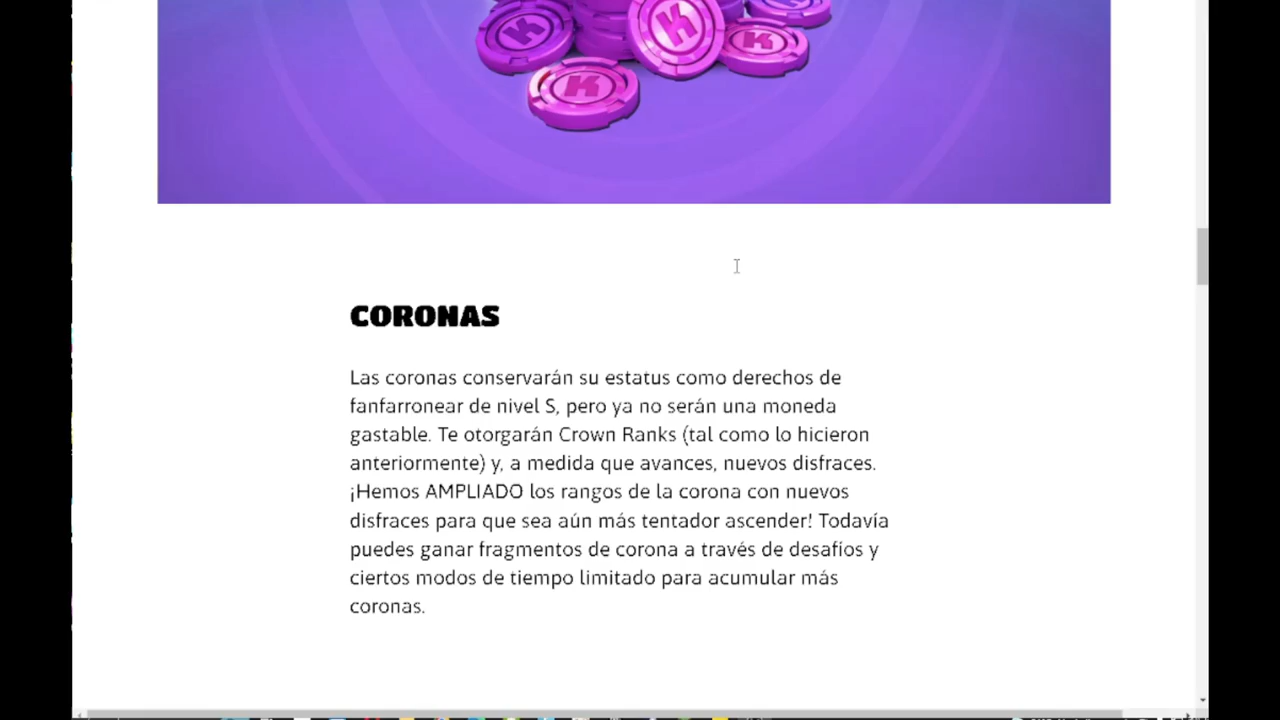 K
K
K
K
CORONAS
Las coronas conservarán su estatus como derechos de
fanfarronear de nivel S, pero ya no serán una moneda
gastable. Te otorgarán Crown Ranks (tal como lo hicieron
anteriormente) y, a medida que avances, nuevos disfraces.
¡Hemos AMPLIADO los rangos de la corona con nuevos
disfraces para que sea aún más tentador ascender! Todavía
puedes ganar fragmentos de corona a través de desafíos y
ciertos modos de tiempo limitado para acumular más
coronas.